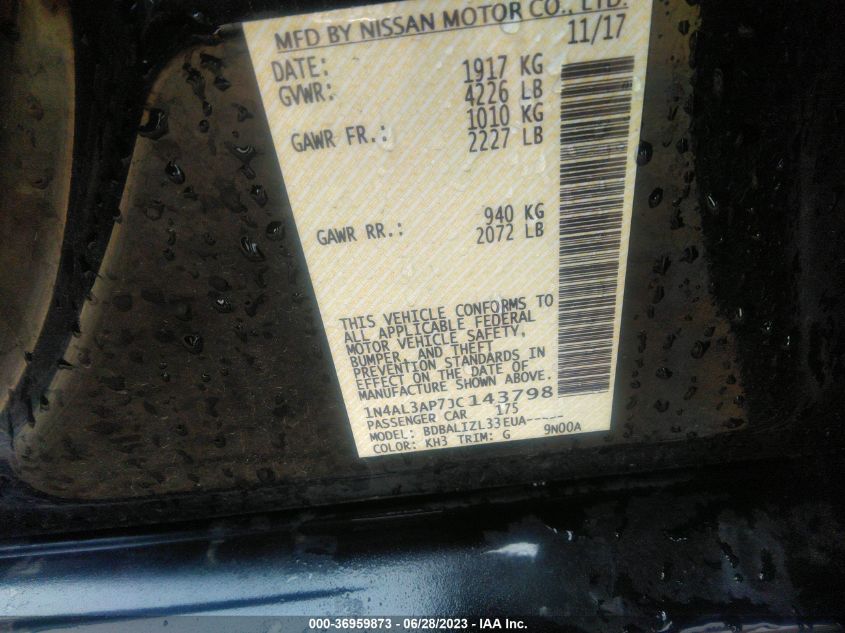 MFD BY NISSAN MOTOR CO., LTD.
DATE: 11/17
GVWR: 1917 KG
4226 LB
GAWR FR.: 1010 KG
2227 LB
GAWR RR.: 940 KG
2072 LB
THIS VEHICLE CONFORMS TO
ALL APPLICABLE FEDERAL
MOTOR VEHICLE SAFETY,
BUMPER, AND THEFT
PREVENTION STANDARDS IN
EFFECT ON THE DATE OF
MANUFACTURE SHOWN ABOVE.
1N4AL3AP7JC143798
PASSENGER CAR 175
MODEL: BDBALIZL33EUA-----
COLOR: KH3 TRIM: G 9N00A
000-36959873 - 06/28/2023 - IAA Inc.